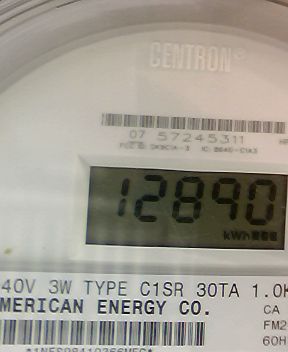 CENTRON®
07 57245311
12890
kWh
40V 3W TYPE C1SR 30TA 1.0K
MERICAN ENERGY CO.
CA
FM2
60H